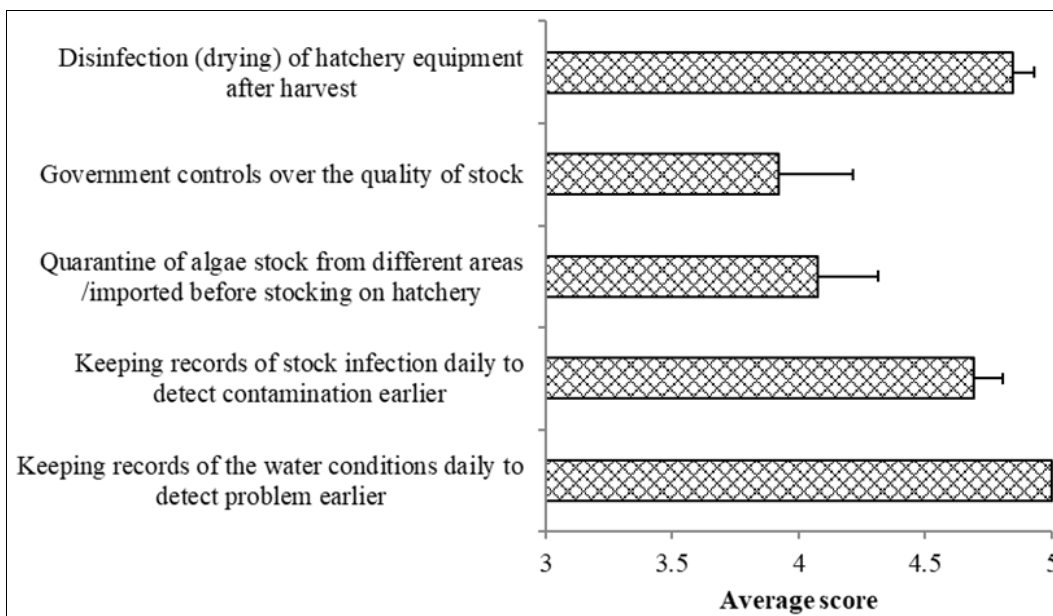 Disinfection (drying) of hatchery equipment
after harvest
Government controls over the quality of stock
Quarantine of algae stock from different areas
/imported before stocking on hatchery
Keeping records of stock infection daily to
detect contamination earlier
Keeping records of the water conditions daily to
detect problem earlier
3 3.5 4 4.5 5
Average score